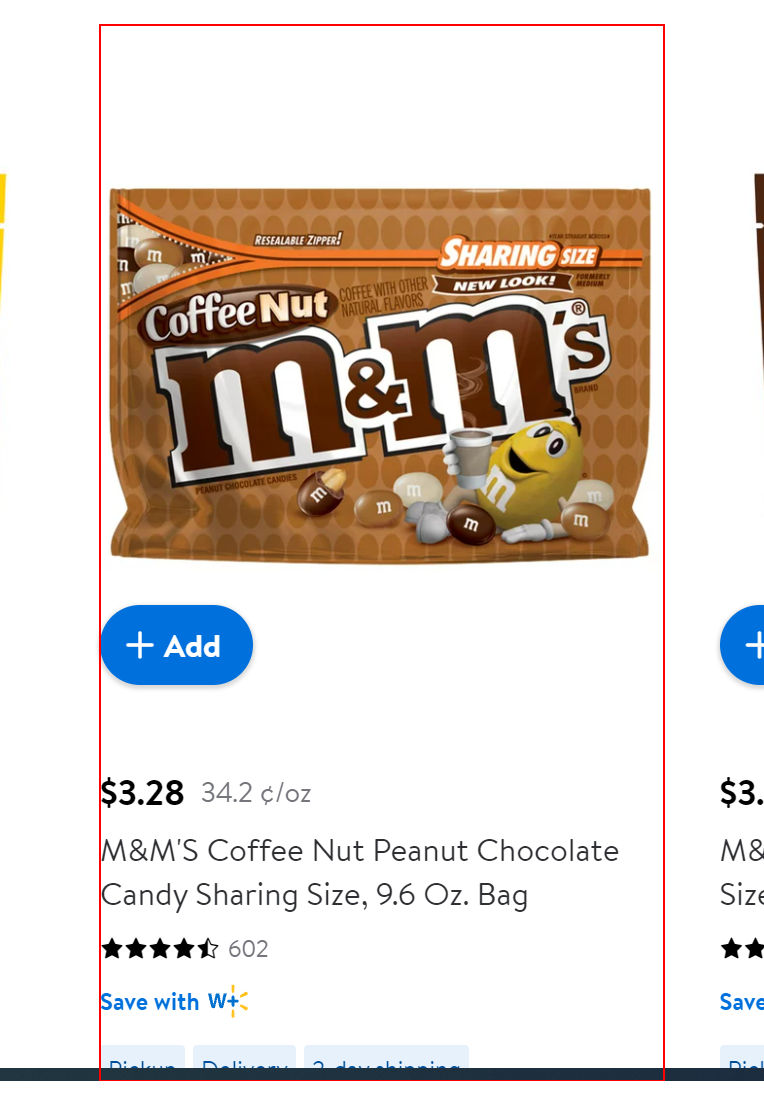 RESEALABLE ZIPPER!
SHARING SIZE
NEW LOOK!
FORMERLY
MEDIUM
Coffee Nut
COFFEE WITH OTHER
NATURAL FLAVORS
m&m's®
BRAND
PEANUT CHOCOLATE CANDIES
+ Add
+
$3.28 34.2 ¢/oz
$3.
M&M'S Coffee Nut Peanut Chocolate
M&
Candy Sharing Size, 9.6 Oz. Bag
Size
602
Save with W+
Save
Pickup Delivery 2-day shipping